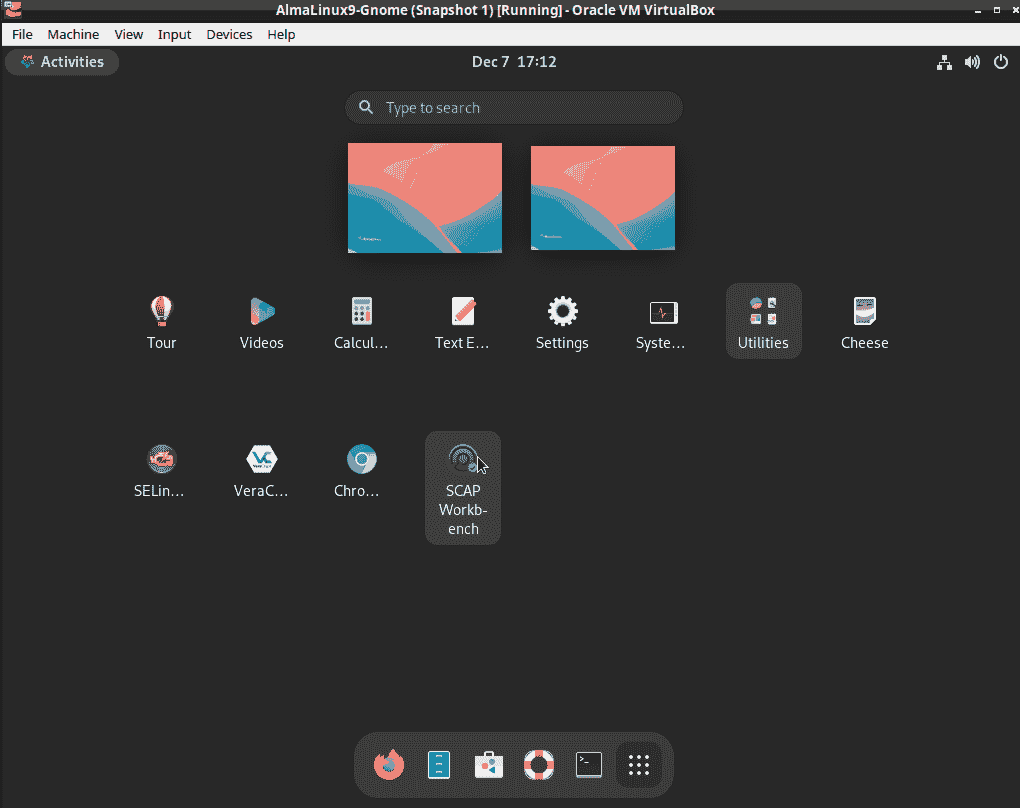 AlmaLinux9-Gnome (Snapshot 1) [Running] - Oracle VM VirtualBox
File Machine View Input Devices Help
Activities
Dec 7 17:12
Type to search
Tour
Videos
Calcul...
Text E...
Settings
Syste...
Utilities
Cheese
SELin...
VeraC...
Chro...
SCAP
Workb-
ench